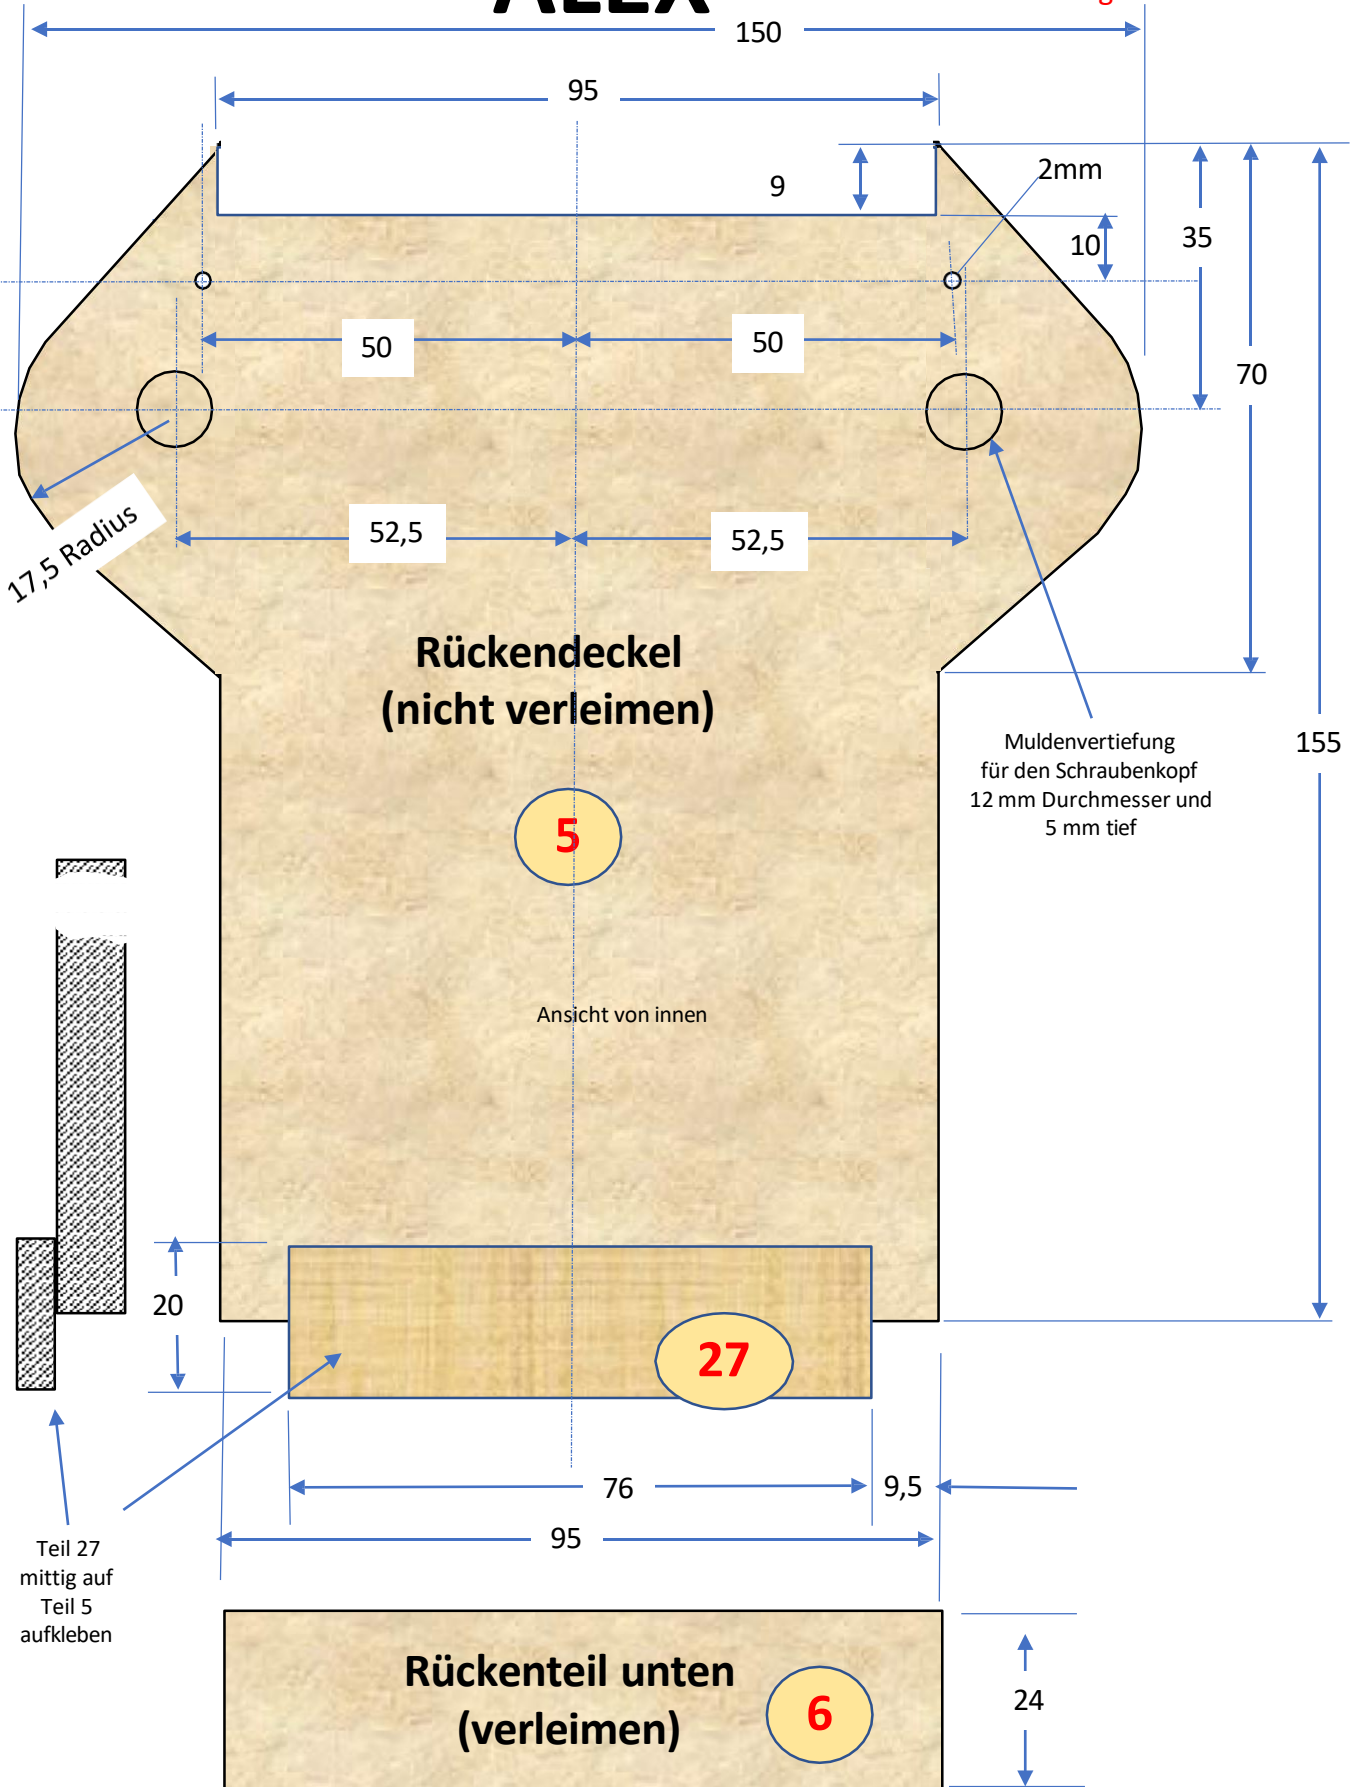 ALEX
150
95
9
2mm
10
35
50
50
70
52,5
52,5
17,5 Radius
Rückendeckel
(nicht verleimen)
Muldenvertiefung
für den Schraubenkopf
12 mm Durchmesser und
5 mm tief
155
5
Ansicht von innen
20
27
76
9,5
95
Teil 27
mittig auf
Teil 5
aufkleben
Rückenteil unten
(verleimen)
6
24